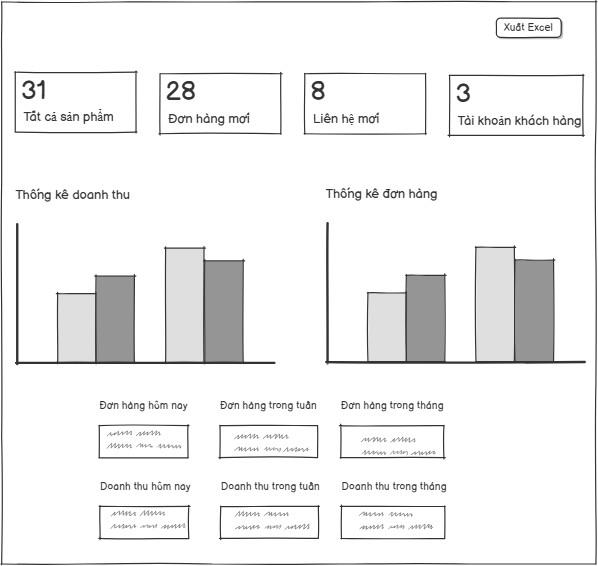 Xuất Excel
31
Tất cả sản phẩm
28
Đơn hàng mới
8
Liên hệ mới
3
Tài khoản khách hàng
Thống kê doanh thu
Thống kê đơn hàng
Đơn hàng hôm nay
Đơn hàng trong tuần
Đơn hàng trong tháng
Doanh thu hôm nay
Doanh thu trong tuần
Doanh thu trong tháng